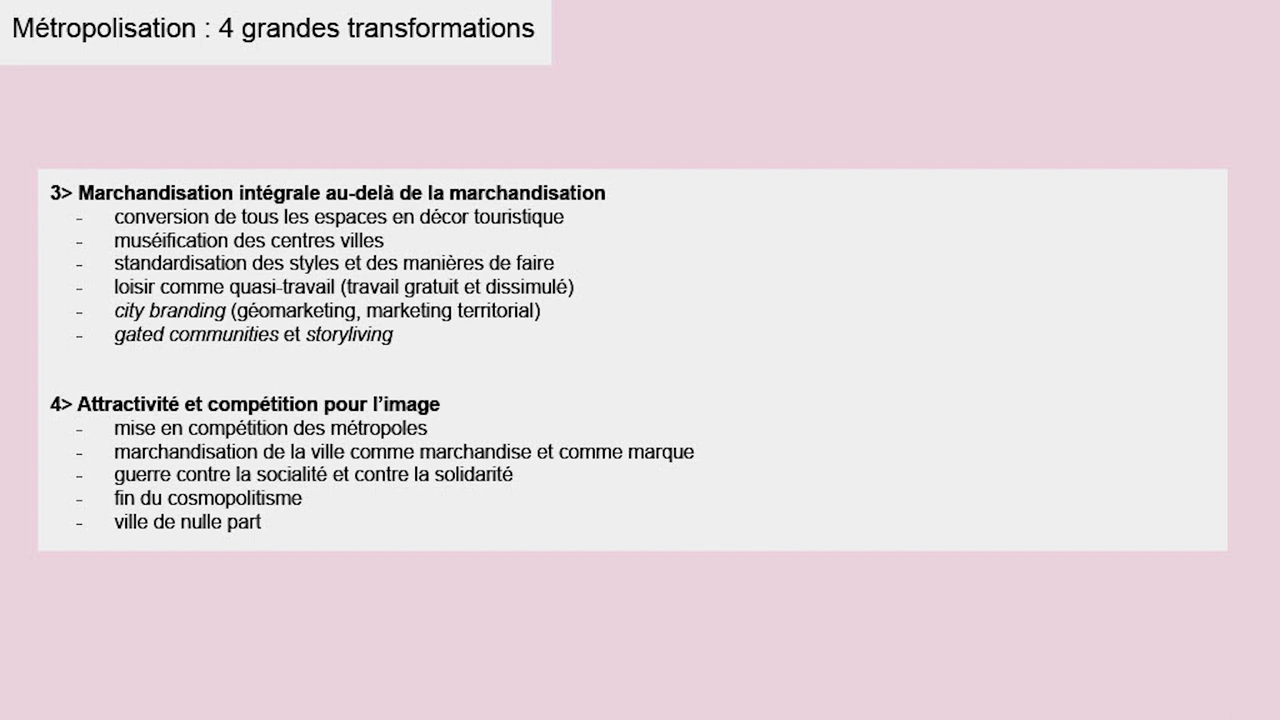 Métropolisation : 4 grandes transformations
3> Marchandisation intégrale au-delà de la marchandisation
- conversion de tous les espaces en décor touristique
- muséification des centres villes
- standardisation des styles et des manières de faire
- loisir comme quasi-travail (travail gratuit et dissimulé)
- city branding (géomarketing, marketing territorial)
- gated communities et storyliving
4> Attractivité et compétition pour l’image
- mise en compétition des métropoles
- marchandisation de la ville comme marchandise et comme marque
- guerre contre la socialité et contre la solidarité
- fin du cosmopolitisme
- ville de nulle part